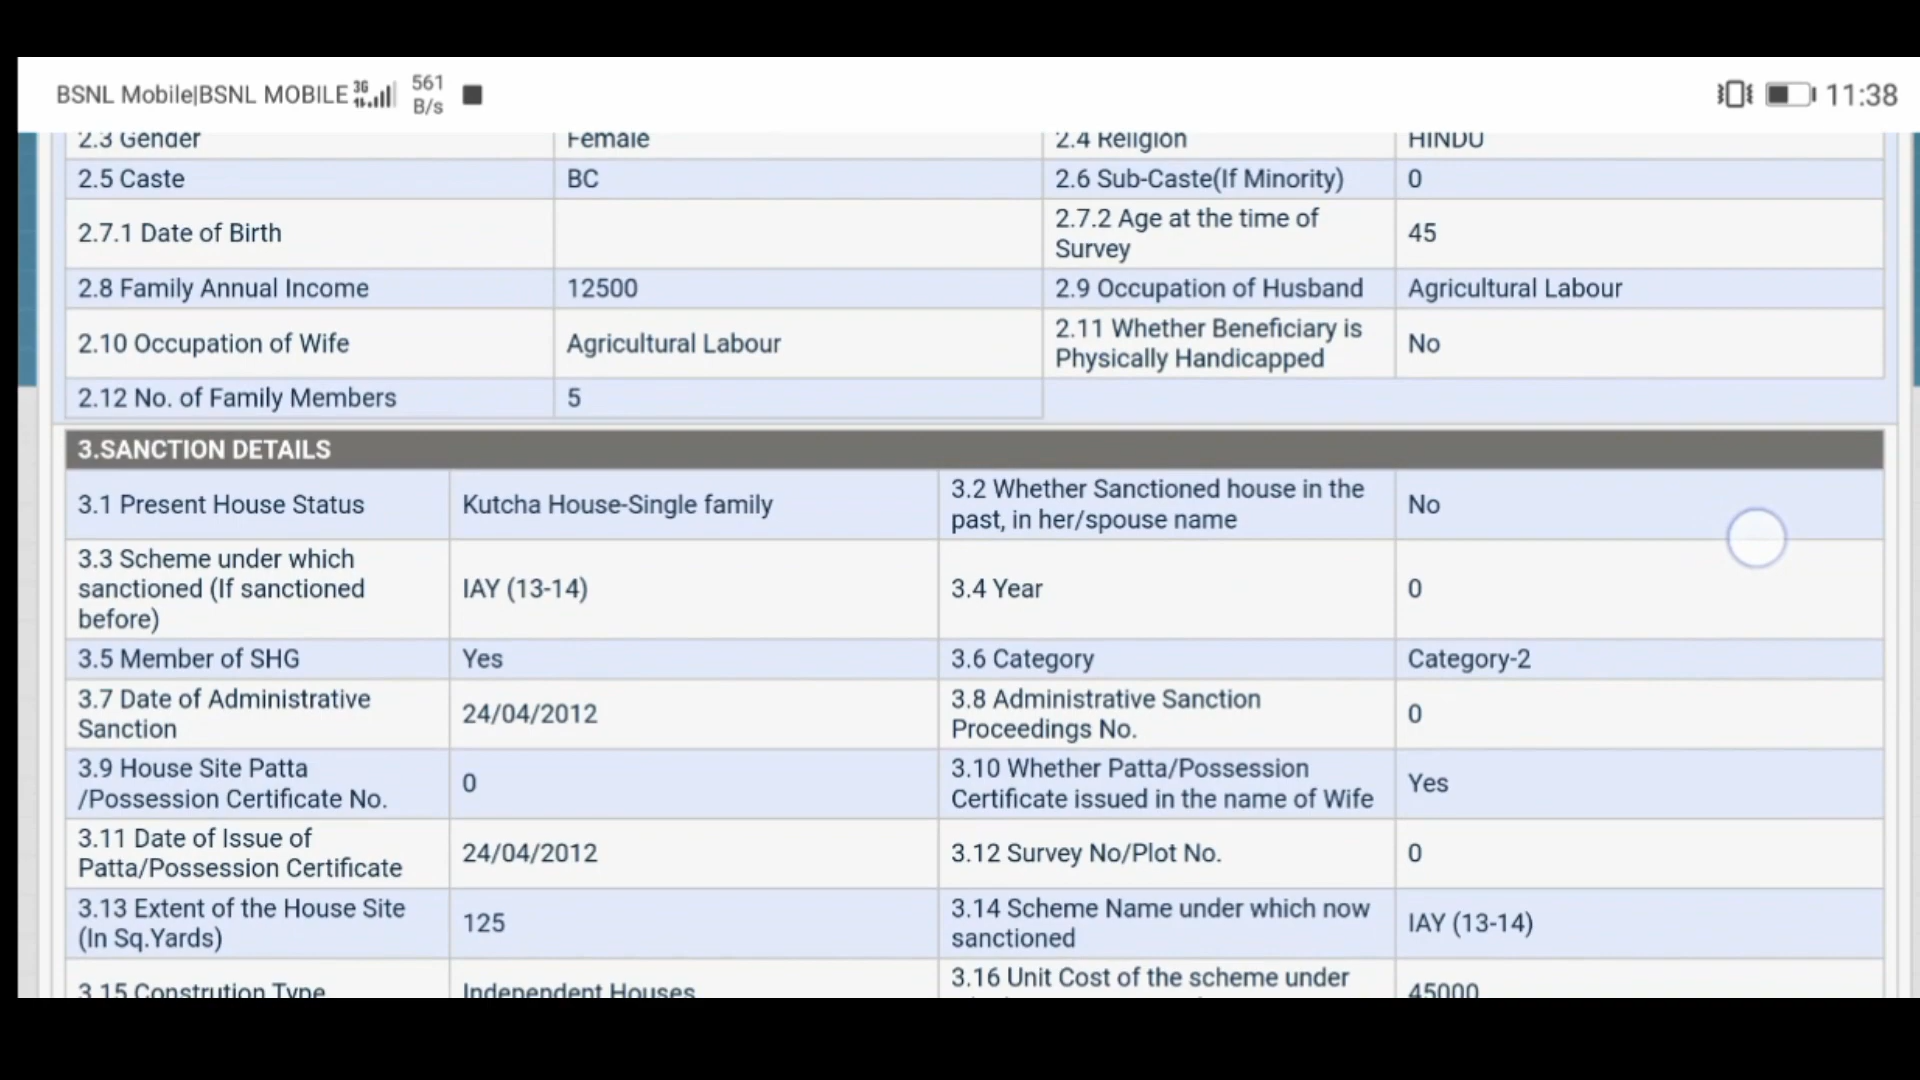 BSNL Mobile|BSNL MOBILE 3G 561 B/s 11:38
2.3 Gender Female 2.4 Religion HINDU
2.5 Caste BC 2.6 Sub-Caste(If Minority) 0
2.7.1 Date of Birth 2.7.2 Age at the time of
Survey 45
2.8 Family Annual Income 12500 2.9 Occupation of Husband Agricultural Labour
2.10 Occupation of Wife Agricultural Labour 2.11 Whether Beneficiary is
Physically Handicapped No
2.12 No. of Family Members 5
3.SANCTION DETAILS
3.1 Present House Status Kutcha House-Single family 3.2 Whether Sanctioned house in the
past, in her/spouse name No
3.3 Scheme under which
sanctioned (If sanctioned
before) IAY (13-14) 3.4 Year 0
3.5 Member of SHG Yes 3.6 Category Category-2
3.7 Date of Administrative
Sanction 24/04/2012 3.8 Administrative Sanction
Proceedings No. 0
3.9 House Site Patta
/Possession Certificate No. 0 3.10 Whether Patta/Possession
Certificate issued in the name of Wife Yes
3.11 Date of Issue of
Patta/Possession Certificate 24/04/2012 3.12 Survey No/Plot No. 0
3.13 Extent of the House Site
(In Sq.Yards) 125 3.14 Scheme Name under which now
sanctioned IAY (13-14)
3.15 Constrution Type Independent Houses 3.16 Unit Cost of the scheme under
45000